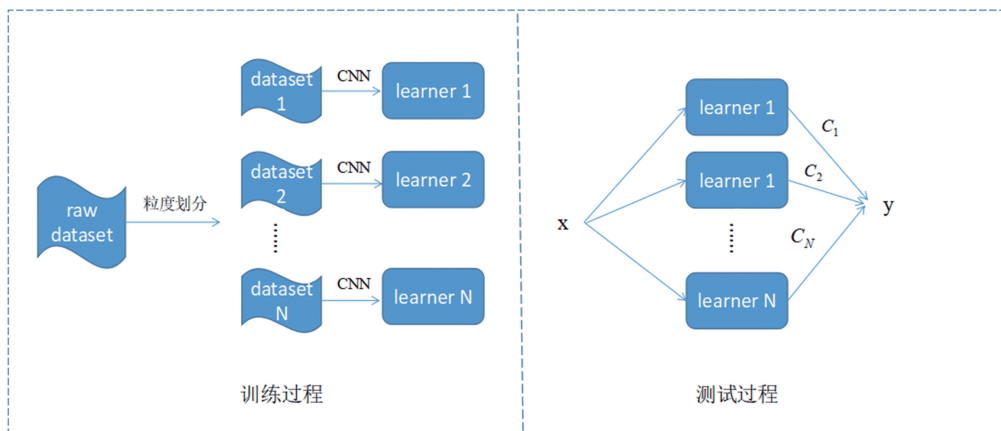 raw
dataset
粒度划分
dataset
1
CNN
learner 1
dataset
2
CNN
learner 2
......
dataset
N
CNN
learner N
训练过程
x
learner 1
C1
learner 1
C2
......
learner N
CN
y
测试过程